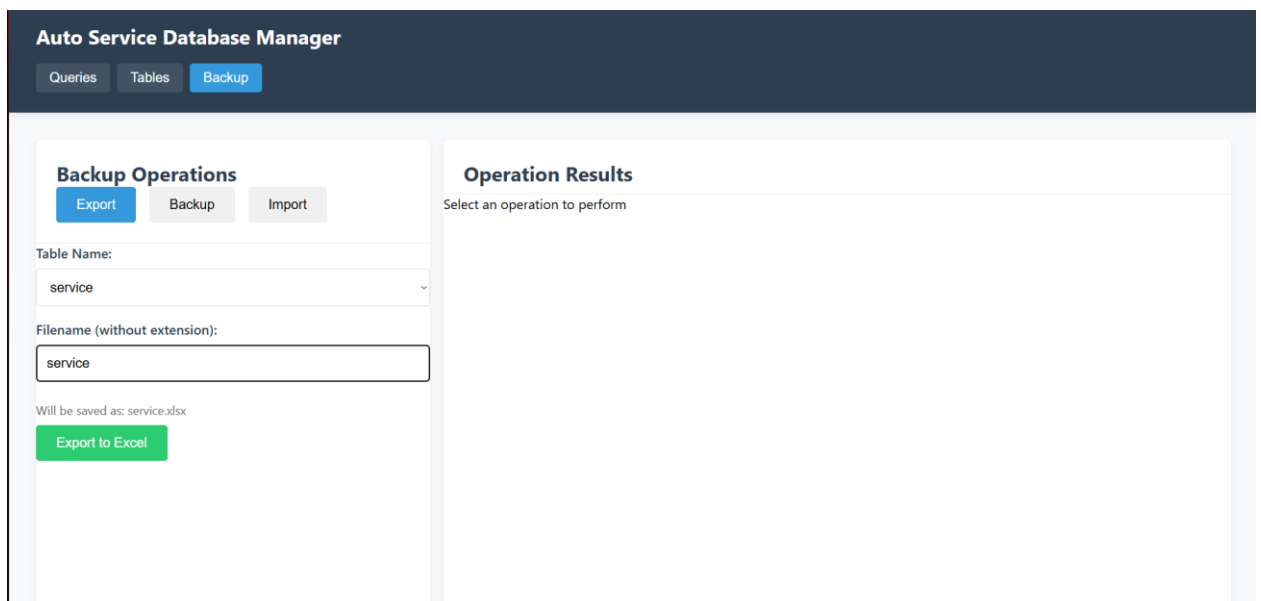 Auto Service Database Manager
Queries Tables Backup
Backup Operations
Export Backup Import
Table Name:
service
Filename (without extension):
service
Will be saved as: service.xlsx
Export to Excel
Operation Results
Select an operation to perform